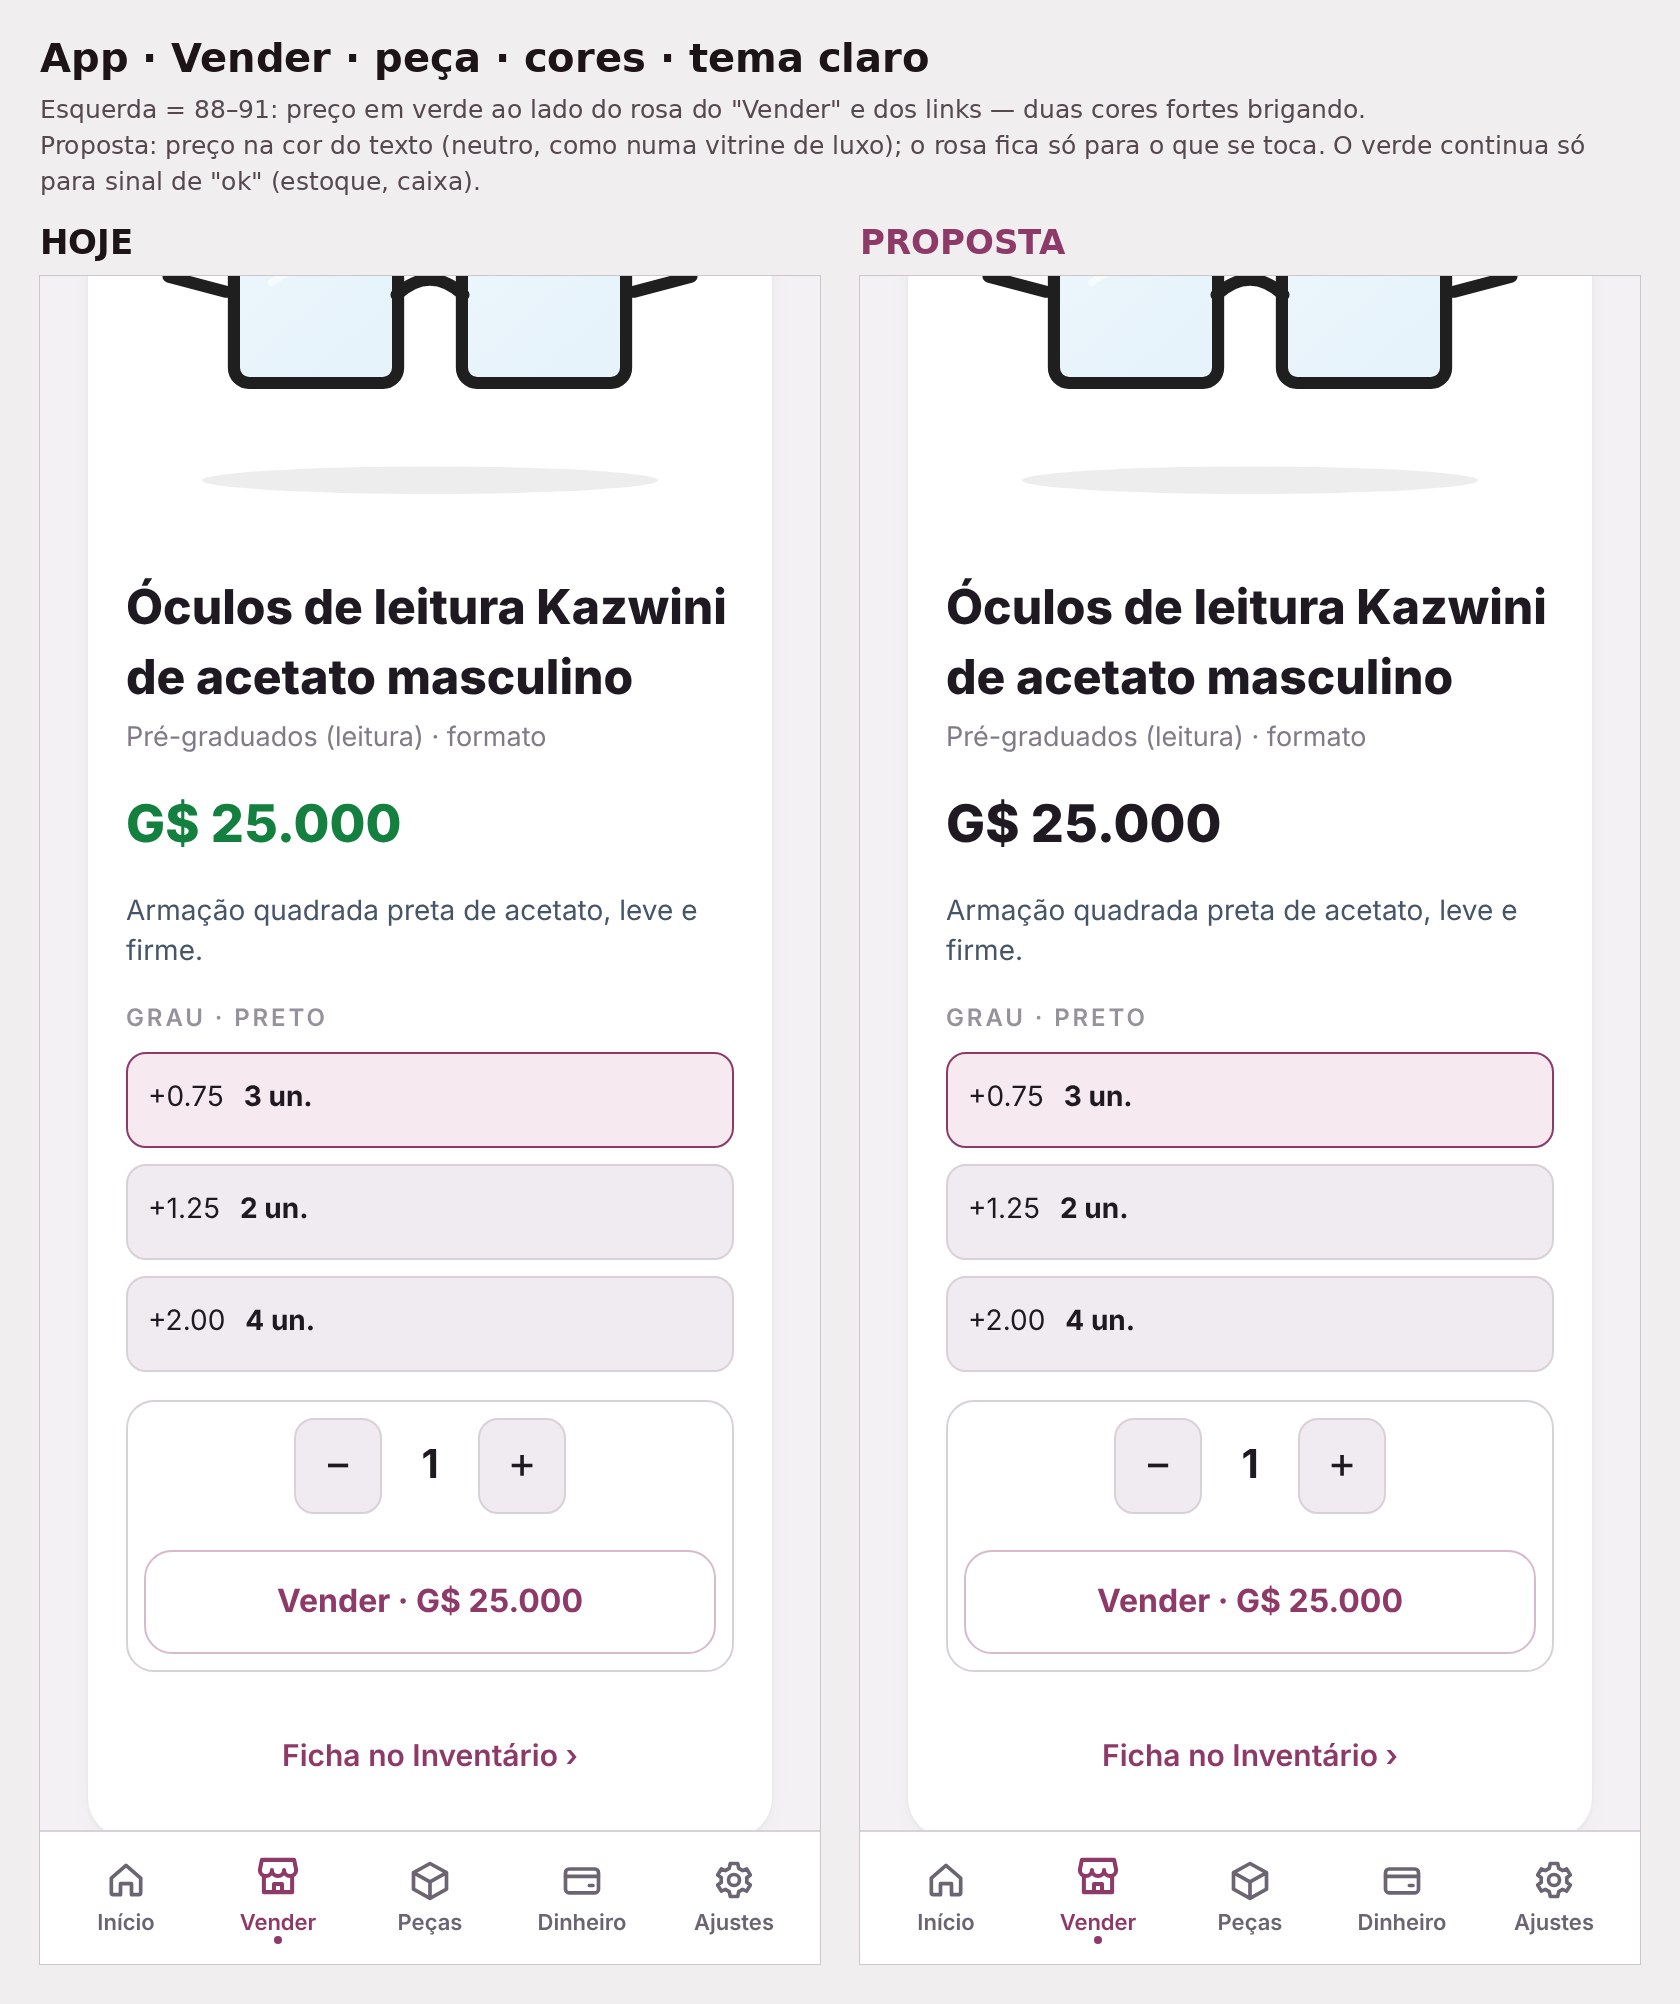 App · Vender · peça · cores · tema claro
Esquerda = 88–91: preço em verde ao lado do rosa do "Vender" e dos links — duas cores fortes brigando.
Proposta: preço na cor do texto (neutro, como numa vitrine de luxo); o rosa fica só para o que se toca. O verde continua só
para sinal de "ok" (estoque, caixa).
HOJE
Óculos de leitura Kazwini
de acetato masculino
Pré-graduados (leitura) · formato
G$ 25.000
Armação quadrada preta de acetato, leve e
firme.
GRAU · PRETO
+0.75 3 un.
+1.25 2 un.
+2.00 4 un.
− 1 +
Vender · G$ 25.000
Ficha no Inventário ›
Início Vender Peças Dinheiro Ajustes
PROPOSTA
Óculos de leitura Kazwini
de acetato masculino
Pré-graduados (leitura) · formato
G$ 25.000
Armação quadrada preta de acetato, leve e
firme.
GRAU · PRETO
+0.75 3 un.
+1.25 2 un.
+2.00 4 un.
− 1 +
Vender · G$ 25.000
Ficha no Inventário ›
Início Vender Peças Dinheiro Ajustes